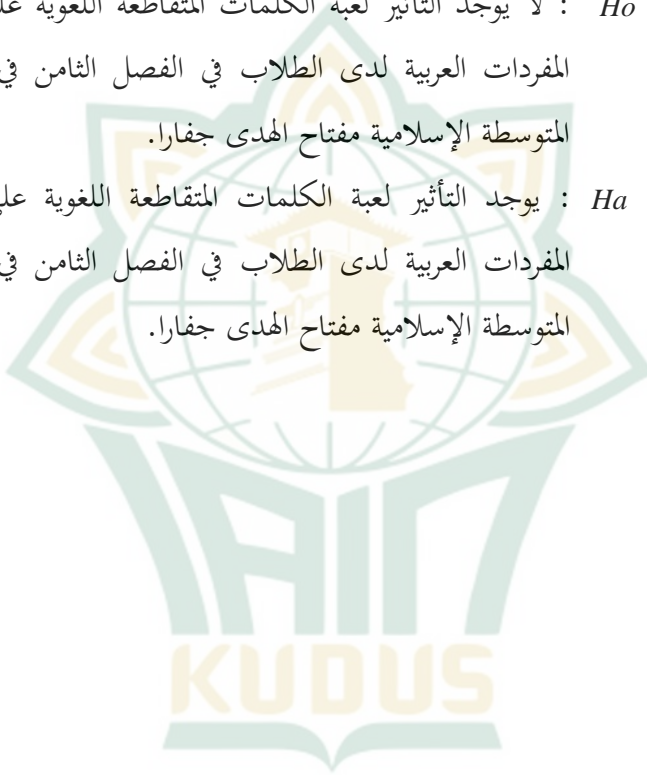 Ho : لا يوجد التأثير لعبة الكلمات المتقاطعة اللغوية
المفردات العربية لدى الطلاب في الفصل الثامن في
المتوسطة الإسلامية مفتاح الهدى جفارا.
Ha : يوجد التأثير لعبة الكلمات المتقاطعة اللغوية
المفردات العربية لدى الطلاب في الفصل الثامن في
المتوسطة الإسلامية مفتاح الهدى جفارا.
IAIN
KUDUS